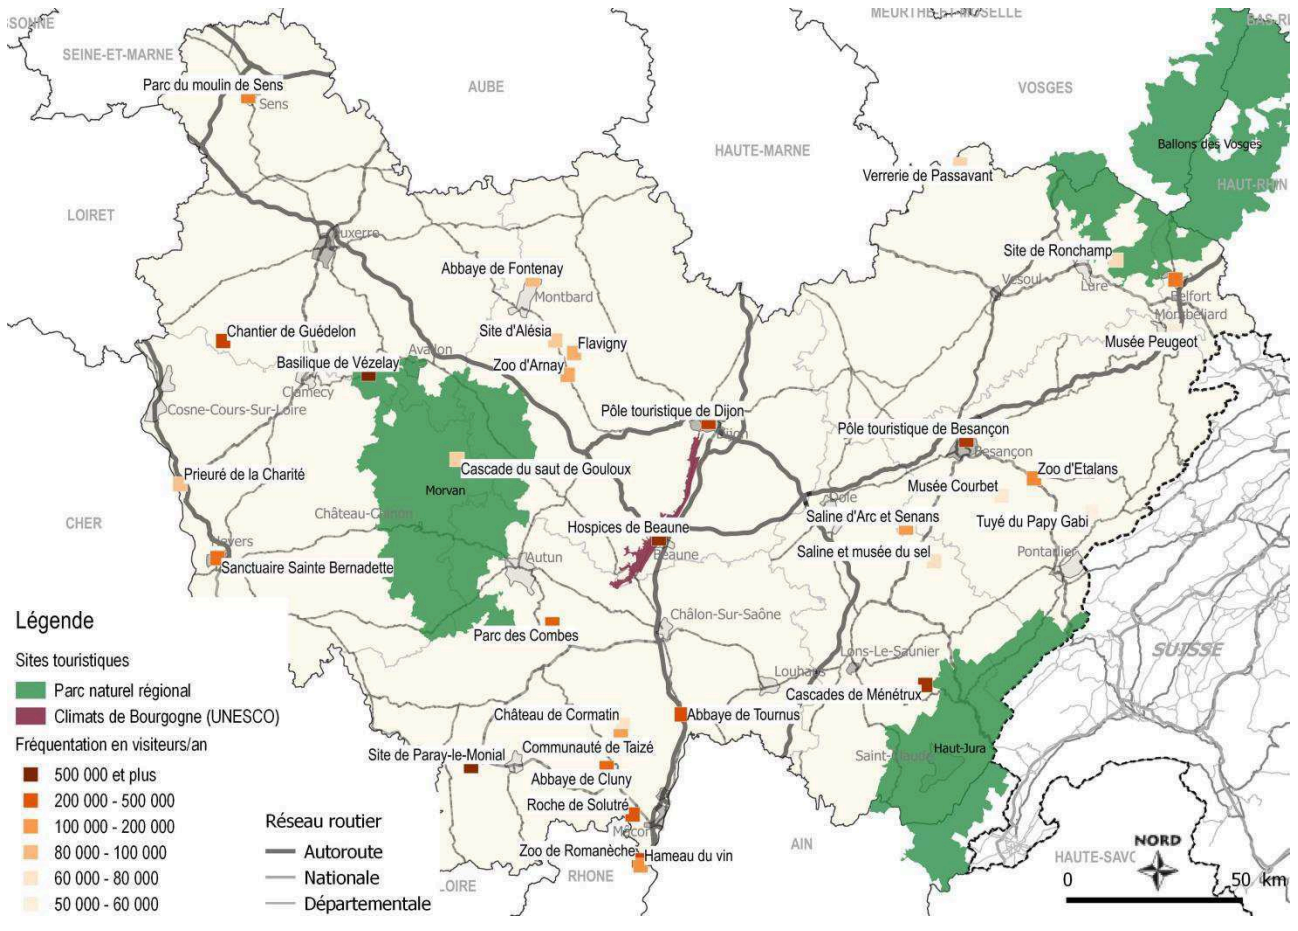 SSONNE
MEURTHE-ET-MOSELLE
BAS-RI
SEINE-ET-MARNE
Parc du moulin de Sens
Sens
AUBE
VOSGES
HAUTE-MARNE
Ballons des Vosges
Verrerie de Passavant
HAUT-RHIN
LOIRET
Auxerre
Site de Ronchamp
Abbaye de Fontenay
Montbard
Vesoul
Lure
Belfort
Montbéliard
Chantier de Guédelon
Site d'Alésia
Flavigny
Musée Peugeot
Avallon
Basilique de Vézelay
Zoo d'Arnay
Clamecy
Cosne-Cours-Sur-Loire
Pôle touristique de Dijon
Dijon
Pôle touristique de Besançon
Besançon
Prieuré de la Charité
Cascade du saut de Gouloux
Zoo d'Etalans
Morvan
Musée Courbet
Dole
CHER
Château-Chinon
Saline d'Arc et Senans
Tuyé du Papy Gabi
Hospices de Beaune
Beaune
Nevers
Saline et musée du sel
Pontarlier
Autun
Sanctuaire Sainte Bernadette
Châlon-Sur-Saône
Parc des Combes
SUISSE
Lons-Le-Saunier
Louhans
Cascades de Ménétrux
Château de Cormatin
Abbaye de Tournus
Communauté de Taizé
Site de Paray-le-Monial
Saint-Claude
Haut-Jura
Abbaye de Cluny
Roche de Solutré
Mâcon
AIN
Zoo de Romanèche
Hameau du vin
LOIRE
RHONE
HAUTE-SAVO
Légende
Sites touristiques
Parc naturel régional
Climats de Bourgogne (UNESCO)
Fréquentation en visiteurs/an
500 000 et plus
200 000 - 500 000
100 000 - 200 000
80 000 - 100 000
60 000 - 80 000
50 000 - 60 000
Réseau routier
Autoroute
Nationale
Départementale
NORD
0 50 km